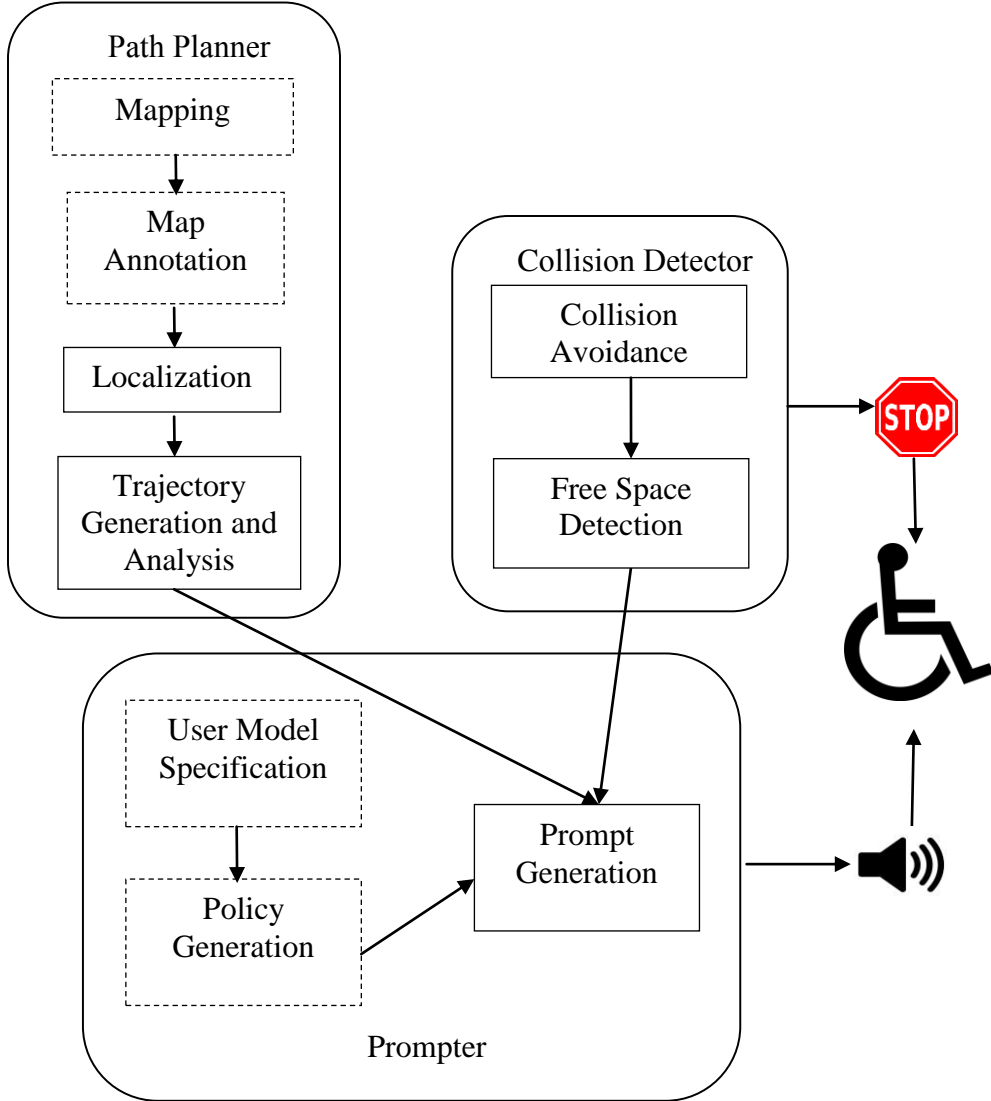 Path Planner
Mapping
Map
Annotation
Localization
Trajectory
Generation and
Analysis
Collision Detector
Collision
Avoidance
Free Space
Detection
STOP
User Model
Specification
Policy
Generation
Prompt
Generation
Prompter